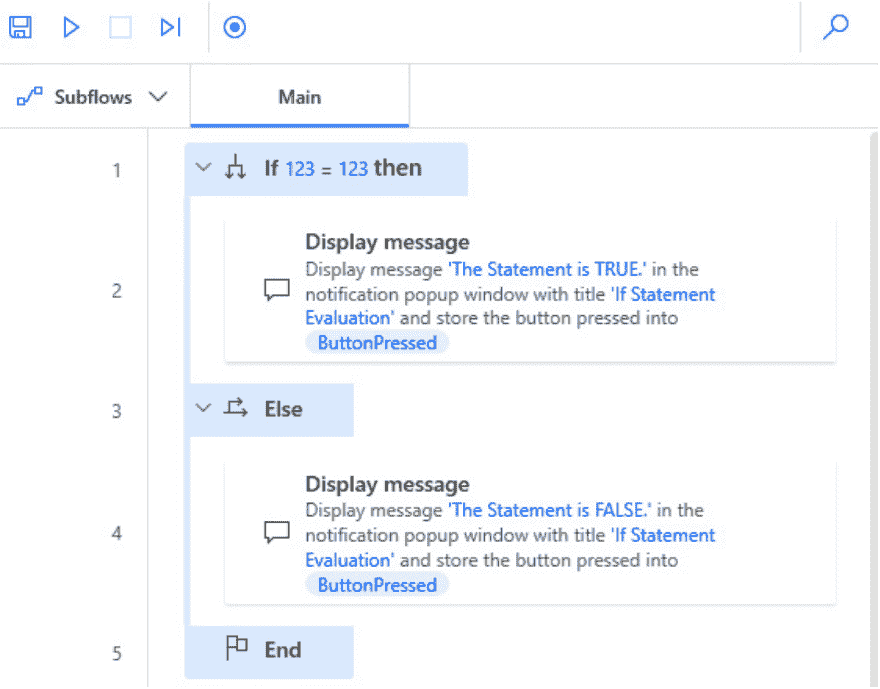 Subflows
Main
1
If 123 = 123 then
2
Display message
Display message 'The Statement is TRUE.' in the
notification popup window with title 'If Statement
Evaluation' and store the button pressed into
ButtonPressed
3
Else
4
Display message
Display message 'The Statement is FALSE.' in the
notification popup window with title 'If Statement
Evaluation' and store the button pressed into
ButtonPressed
5
End